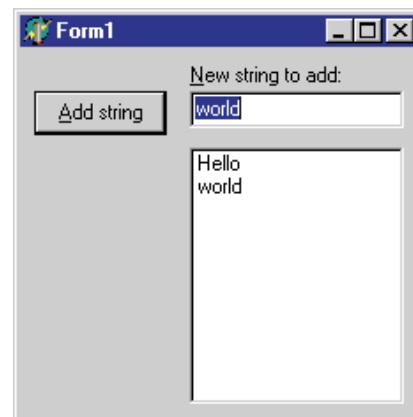 Form1
New string to add:
Add string
world
Hello
world